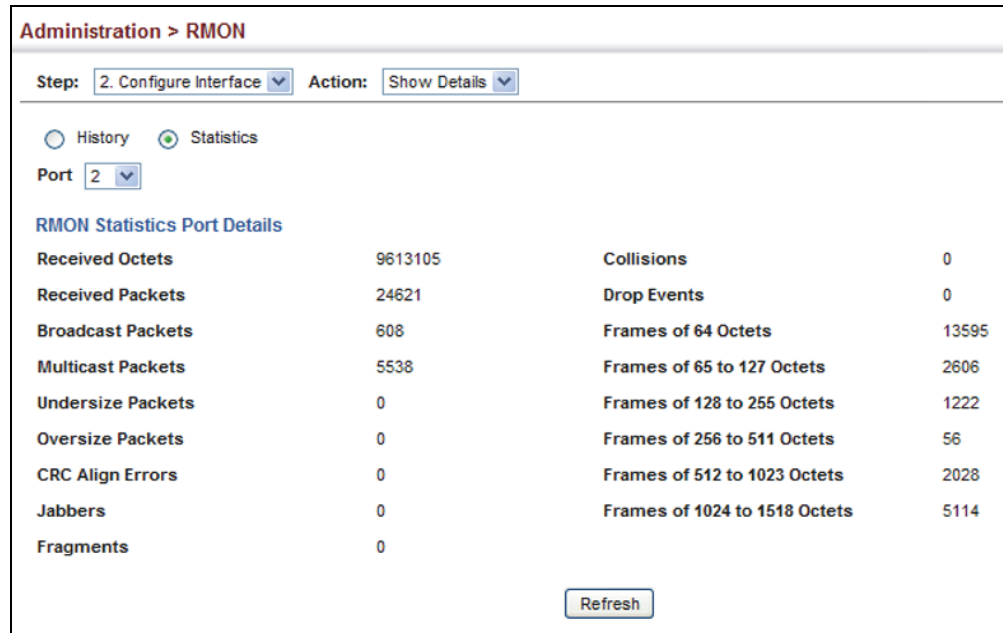 Administration > RMON
Step: 2. Configure Interface Action: Show Details
History Statistics
Port 2
RMON Statistics Port Details
Received Octets 9613105 Collisions 0
Received Packets 24621 Drop Events 0
Broadcast Packets 608 Frames of 64 Octets 13595
Multicast Packets 5538 Frames of 65 to 127 Octets 2606
Undersize Packets 0 Frames of 128 to 255 Octets 1222
Oversize Packets 0 Frames of 256 to 511 Octets 56
CRC Align Errors 0 Frames of 512 to 1023 Octets 2028
Jabbers 0 Frames of 1024 to 1518 Octets 5114
Fragments 0
Refresh